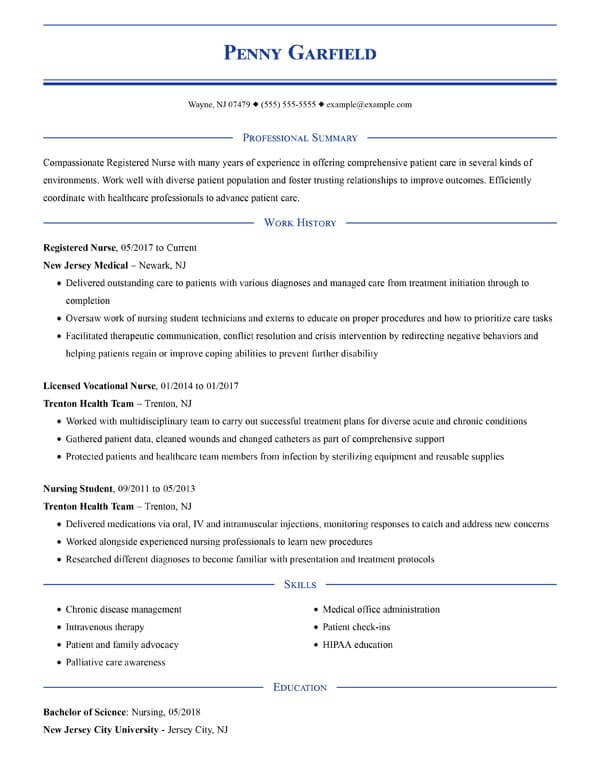 Penny Garfield
Wayne, NJ 07479 ◆ (555) 555-5555 ◆ example@example.com
Professional Summary
Compassionate Registered Nurse with many years of experience in offering comprehensive patient care in several kinds of
environments. Work well with diverse patient population and foster trusting relationships to improve outcomes. Efficiently
coordinate with healthcare professionals to advance patient care.
Work History
Registered Nurse, 05/2017 to Current
New Jersey Medical – Newark, NJ
• Delivered outstanding care to patients with various diagnoses and managed care from treatment initiation through to
completion
• Oversaw work of nursing student technicians and externs to educate on proper procedures and how to prioritize care tasks
• Facilitated therapeutic communication, conflict resolution and crisis intervention by redirecting negative behaviors and
helping patients regain or improve coping abilities to prevent further disability
Licensed Vocational Nurse, 01/2014 to 01/2017
Trenton Health Team – Trenton, NJ
• Worked with multidisciplinary team to carry out successful treatment plans for diverse acute and chronic conditions
• Gathered patient data, cleaned wounds and changed catheters as part of comprehensive support
• Protected patients and healthcare team members from infection by sterilizing equipment and reusable supplies
Nursing Student, 09/2011 to 05/2013
Trenton Health Team – Trenton, NJ
• Delivered medications via oral, IV and intramuscular injections, monitoring responses to catch and address new concerns
• Worked alongside experienced nursing professionals to learn new procedures
• Researched different diagnoses to become familiar with presentation and treatment protocols
Skills
• Chronic disease management
• Intravenous therapy
• Patient and family advocacy
• Palliative care awareness
• Medical office administration
• Patient check-ins
• HIPAA education
Education
Bachelor of Science: Nursing, 05/2018
New Jersey City University - Jersey City, NJ